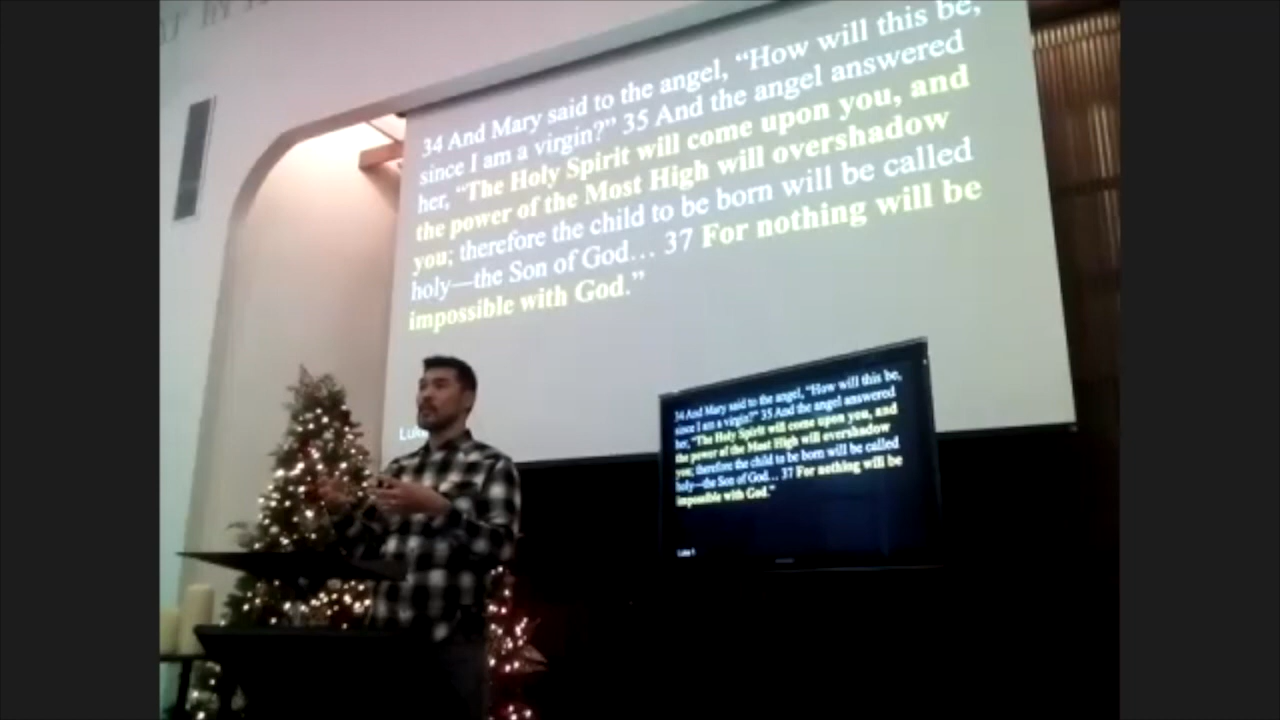 34 And Mary said to the angel, “How will this be,
since I am a virgin?” 35 And the angel answered
her, “The Holy Spirit will come upon you, and
the power of the Most High will overshadow
you; therefore the child to be born will be called
holy—the Son of God… 37 For nothing will be
impossible with God.”
34 And Mary said to the angel, “How will this be,
since I am a virgin?” 35 And the angel answered
her, “The Holy Spirit will come upon you, and
the power of the Most High will overshadow
you; therefore the child to be born will be called
holy—the Son of God… 37 For nothing will be
impossible with God.”
Luke 1